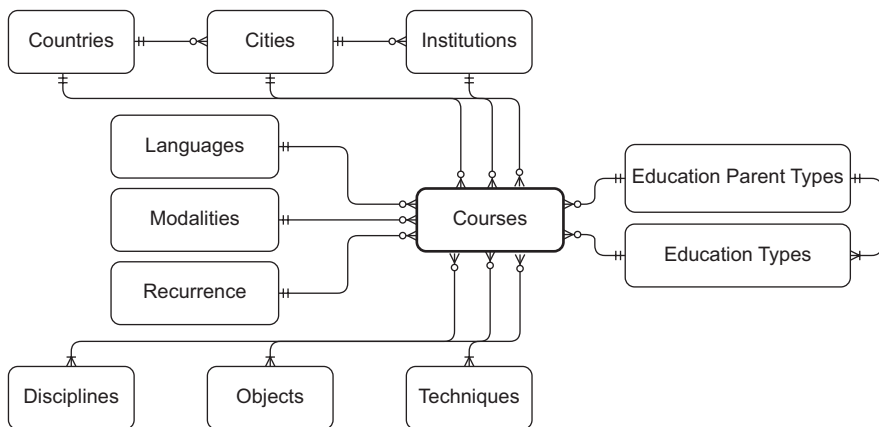 Countries
Cities
Institutions
Languages
Modalities
Recurrence
Courses
Education Parent Types
Education Types
Disciplines
Objects
Techniques